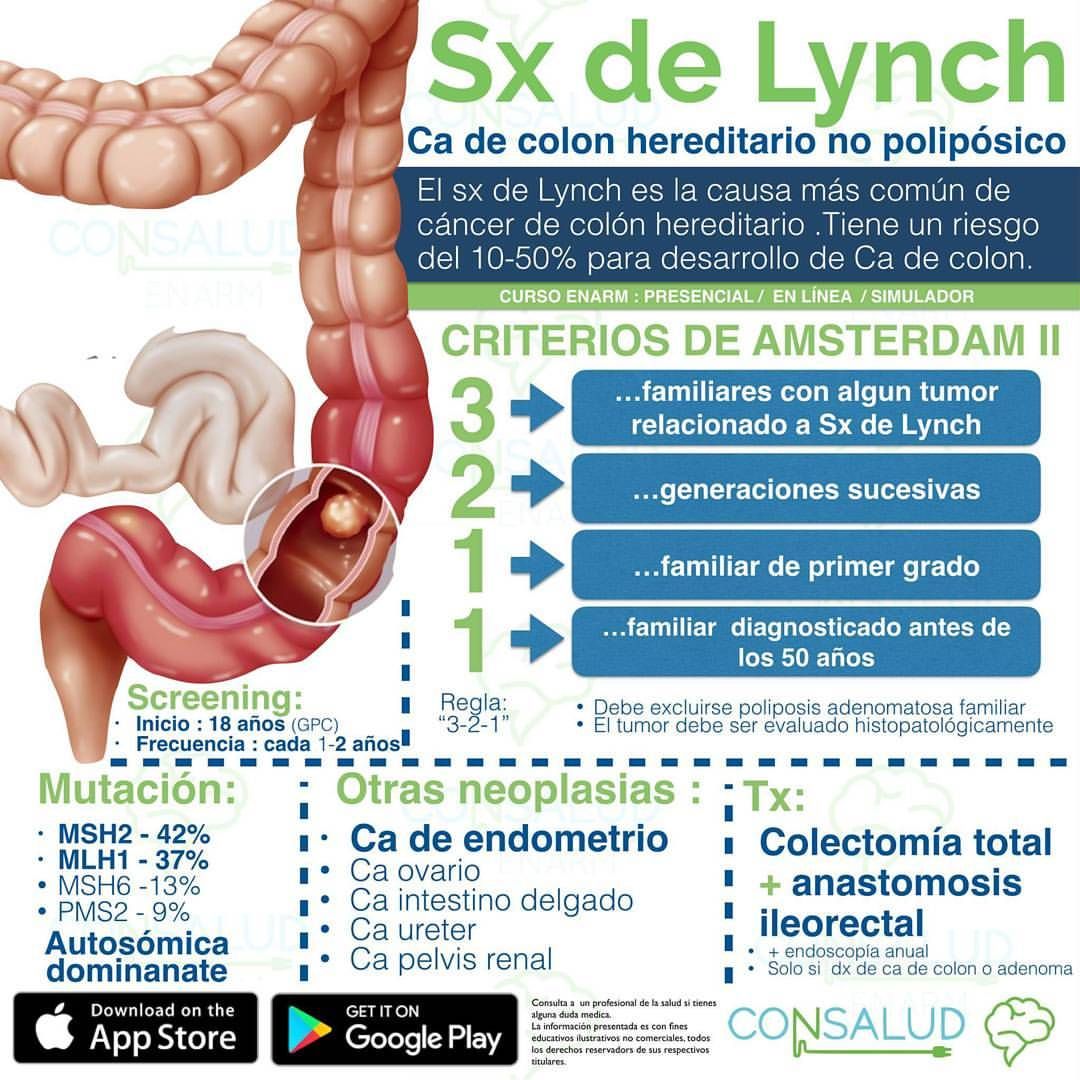 Sx de Lynch
Ca de colon hereditario no polipósico
El sx de Lynch es la causa más común de
cáncer de colón hereditario .Tiene un riesgo
del 10-50% para desarrollo de Ca de colon.
CURSO ENARM : PRESENCIAL / EN LÍNEA / SIMULADOR
CONSALUD
ENARM
CRITERIOS DE AMSTERDAM II
3
...familiares con algun tumor
relacionado a Sx de Lynch
2
...generaciones sucesivas
1
...familiar de primer grado
1
...familiar diagnosticado antes de
los 50 años
Regla:
"3-2-1"
• Debe excluirse poliposis adenomatosa familiar
• El tumor debe ser evaluado histopatológicamente
Screening:
· Inicio : 18 años (GPC)
· Frecuencia : cada 1-2 años
Mutación:
· MSH2 - 42%
· MLH1 - 37%
• MSH6 -13%
• PMS2 - 9%
Autosómica
dominanate
Otras neoplasias :
· Ca de endometrio
• Ca ovario
• Ca intestino delgado
• Ca ureter
• Ca pelvis renal
Tx:
Colectomía total
+ anastomosis
ileorectal
• + endoscopía anual
• Solo si dx de ca de colon o adenoma
Download on the
App Store
GET IT ON
Google Play
Consulta a un profesional de la salud si tienes
alguna duda medica.
La información presentada es con fines
educativos ilustrativos no comerciales, todos
los derechos reservadors de sus respectivos
titulares.
CONSALUD